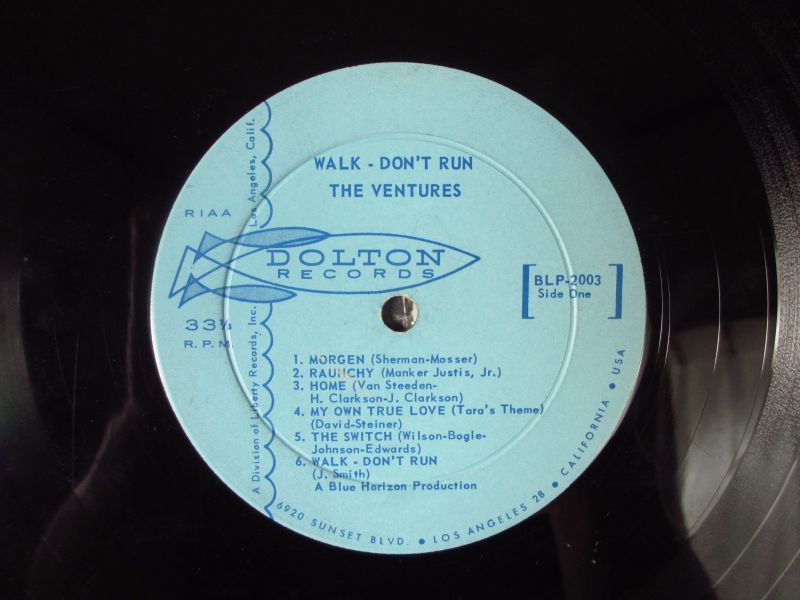 WALK - DON'T RUN
THE VENTURES
RIAA
DOLTON
RECORDS
BLP-2003
Side One
33⅓
R.P.M.
1. MORGEN (Sherman-Mosser)
2. RAUNCHY (Manker Justis, Jr.)
3. HOME (Van Steeden-
H. Clarkson-J. Clarkson)
4. MY OWN TRUE LOVE (Tara's Theme)
(David-Steiner)
5. THE SWITCH (Wilson-Bogle-
Johnson-Edwards)
6. WALK - DON'T RUN
(J. Smith)
A Blue Horizon Production
A Division of Liberty Records, Inc. Los Angeles, Calif.
6920 SUNSET BLVD. • LOS ANGELES 28 • CALIFORNIA • USA